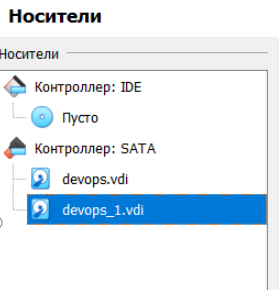 Носители
Носители
Контроллер: IDE
Пусто
Контроллер: SATA
devops.vdi
devops_1.vdi